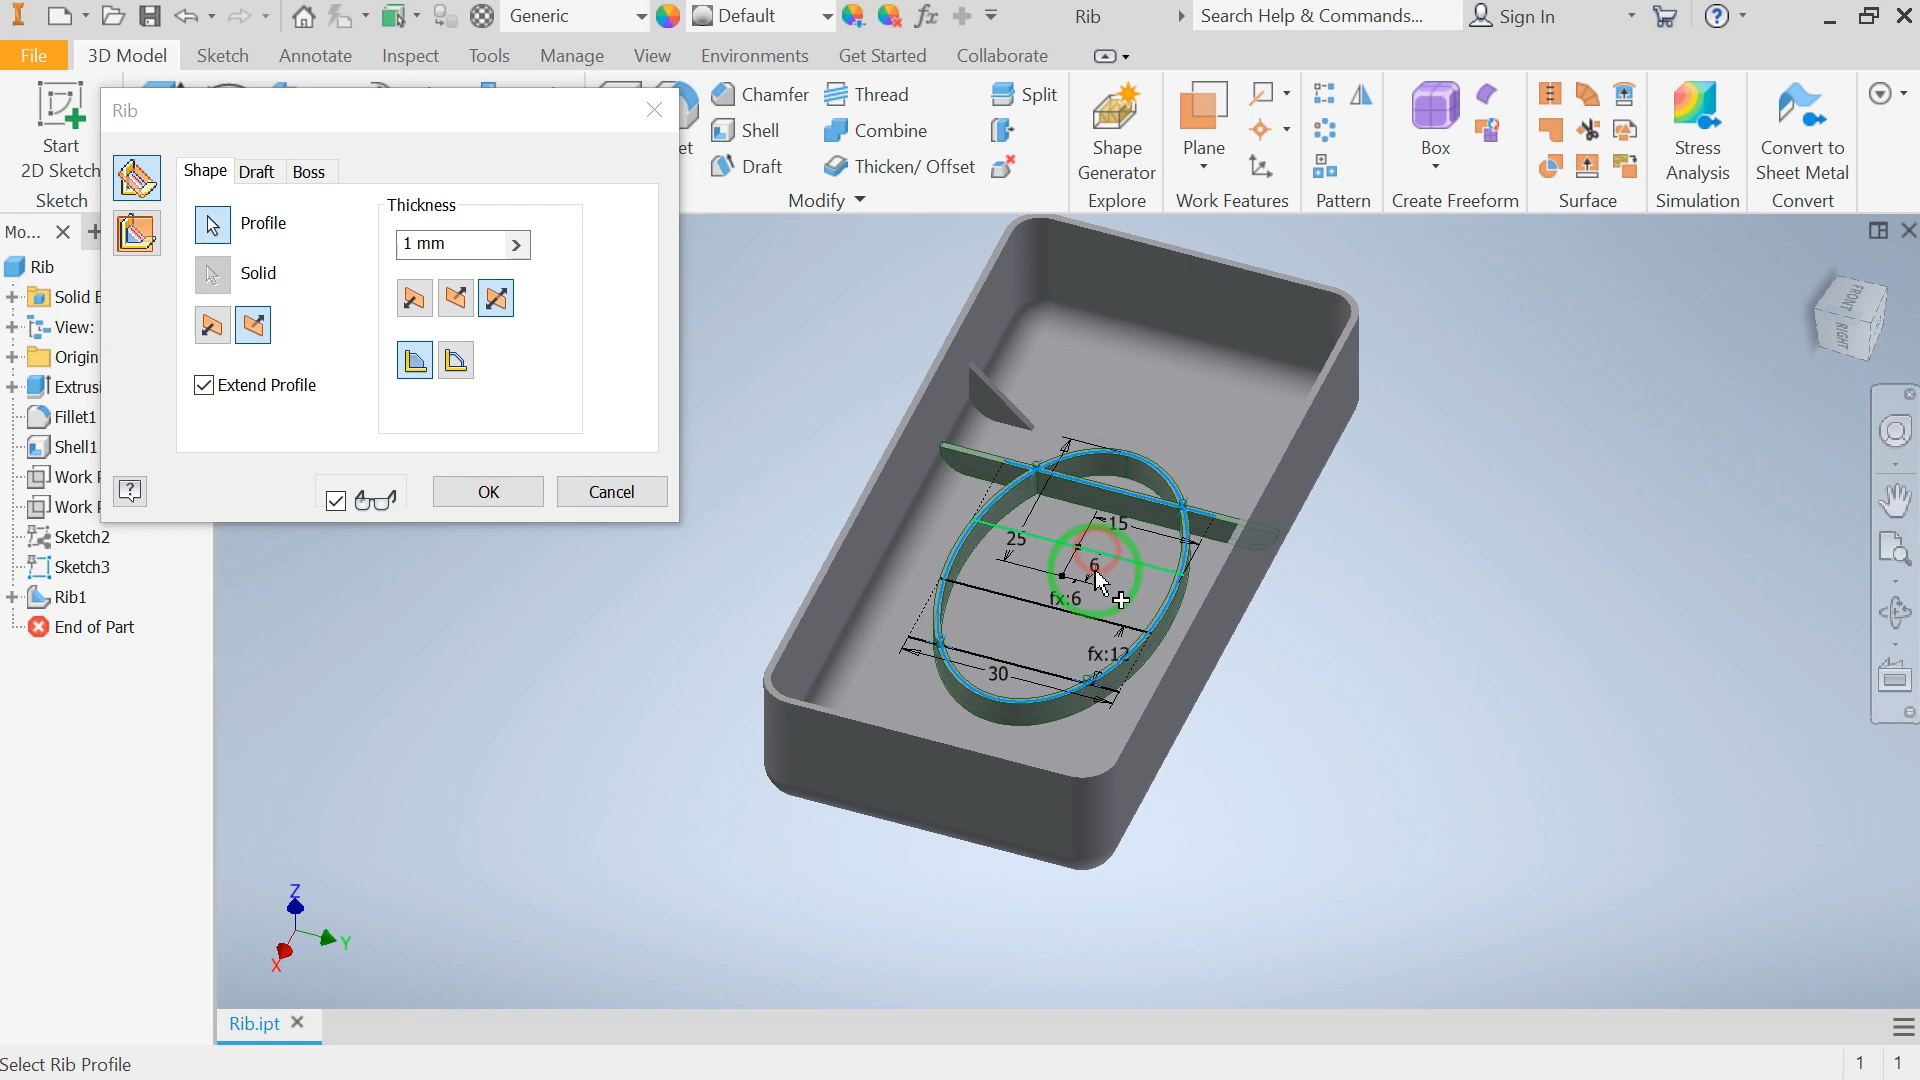 Generic
Default
fx
Rib
Search Help & Commands...
Sign In
File
3D Model
Sketch
Annotate
Inspect
Tools
Manage
View
Environments
Get Started
Collaborate
Start
2D Sketch
Sketch
Chamfer
Thread
Split
Shell
Combine
Draft
Thicken/ Offset
Modify
Shape
Generator
Explore
Plane
Work Features
Pattern
Box
Create Freeform
Surface
Stress
Analysis
Simulation
Convert to
Sheet Metal
Convert
Rib
Shape
Draft
Boss
Profile
Solid
Extend Profile
Thickness
1 mm
OK
Cancel
Mo...
Rib
Solid
View:
Origin
Extrusi
Fillet1
Shell1
Work
Work
Sketch2
Sketch3
Rib1
End of Part
25
15
6
fx:6
fx:12
30
FRONT
RIGHT
Z
Y
X
Rib.ipt
Select Rib Profile
1 1